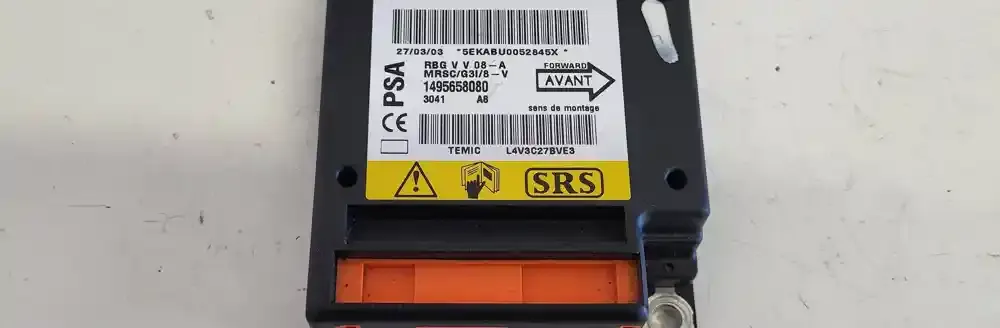 27/03/03 *5EKABU0052845X *
PSA
RBG V V 08-A
MRSC/G3I/8-V
1495658080
3041 A8
FORWARD
AVANT
sens de montage
CE
TEMIC L4V3C27BVE3
SRS